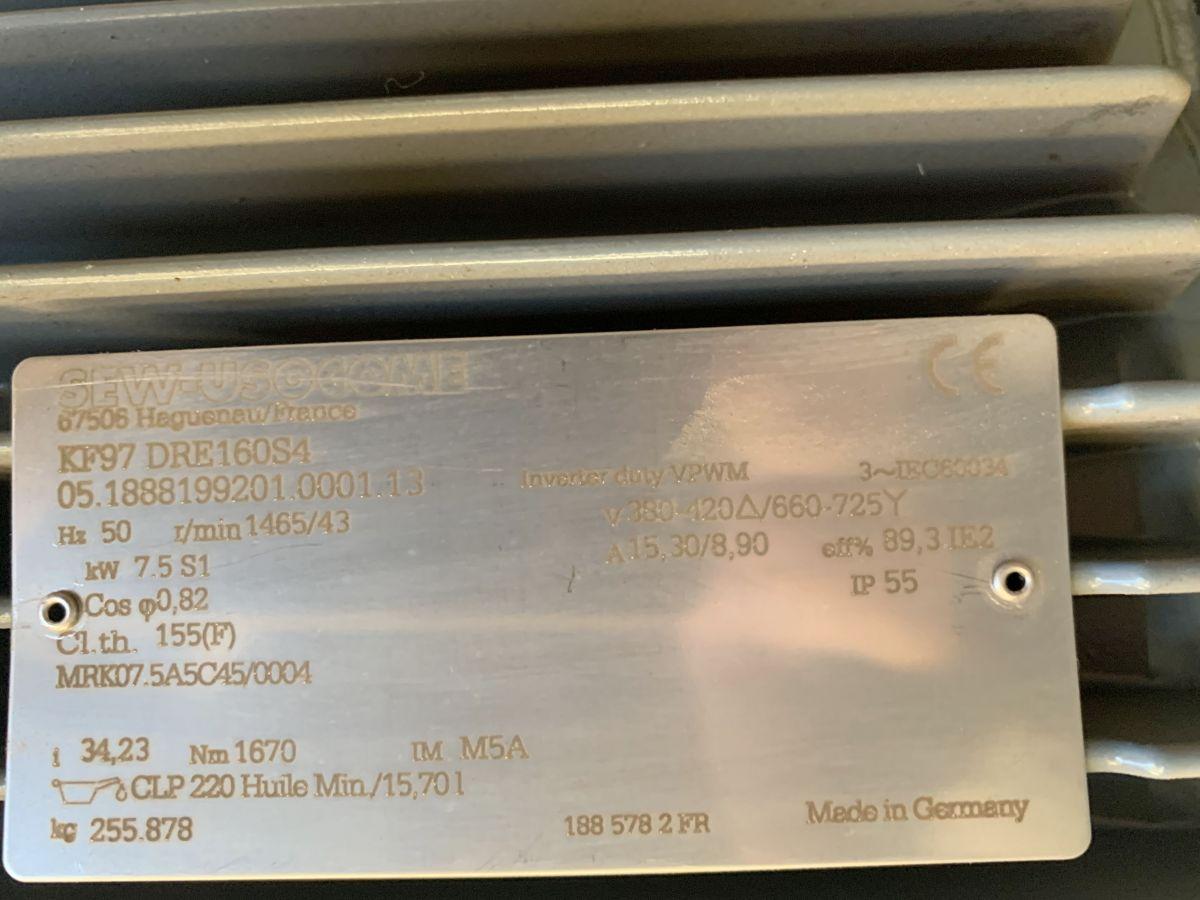 SEW-USOCOME
CE
67506 Haguenau/France
KF97 DRE160S4
05.1888199201.0001.13
Inverter duty VPWM 3~IEC60034
Hz 50 r/min 1465/43
V 380-420Δ/660-725Y
kW 7.5 S1
A 15,30/8,90 eff% 89,3 IE2
Cos φ0,82
IP 55
Cl.th. 155(F)
MRK07.5A5C45/0004
i 34,23 Nm 1670 IM M5A
CLP 220 Huile Min./15,70 l
kg 255.878
188 578 2 FR
Made in Germany